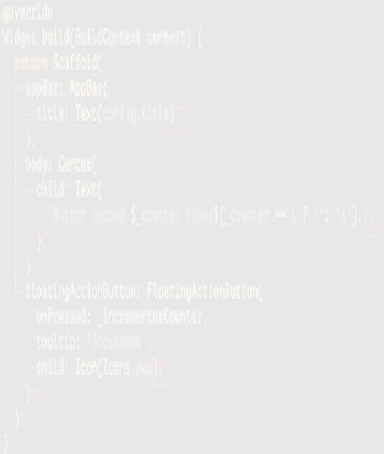 @override
Widget build(BuildContext context) {
return Scaffold(
appBar: AppBar(
title: Text(config.title),
),
body: Center(
child: Text(
'Button tapped $_counter time${_counter == 1 ? '' : 's'}.',
),
),
floatingActionButton: FloatingActionButton(
onPressed: _incrementCounter,
tooltip: 'Increment',
child: Icon(Icons.add),
),
);
}